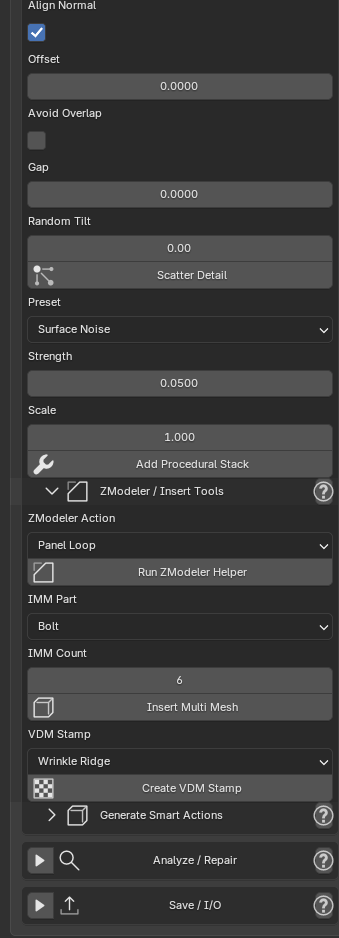 Align Normal
Offset
0.0000
Avoid Overlap
Gap
0.0000
Random Tilt
0.00
Scatter Detail
Preset
Surface Noise
Strength
0.0500
Scale
1.000
Add Procedural Stack
ZModeler / Insert Tools
ZModeler Action
Panel Loop
Run ZModeler Helper
IMM Part
Bolt
IMM Count
6
Insert Multi Mesh
VDM Stamp
Wrinkle Ridge
Create VDM Stamp
Generate Smart Actions
Analyze / Repair
Save / I/O